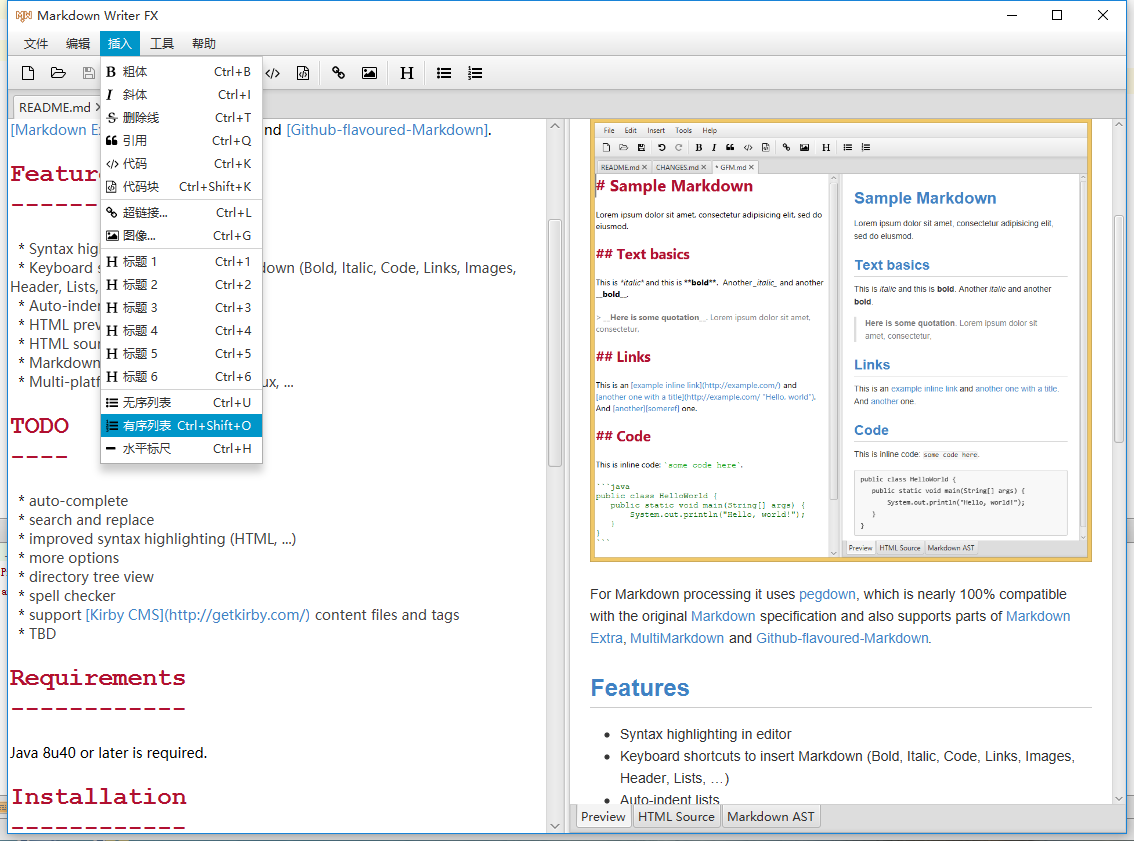 Markdown Writer FX
文件 编辑 插入 工具 帮助
README.md
B 粗体 Ctrl+B
I 斜体 Ctrl+I
S 删除线 Ctrl+T
引用 Ctrl+Q
</> 代码 Ctrl+K
代码块 Ctrl+Shift+K
超链接... Ctrl+L
图像... Ctrl+G
H 标题 1 Ctrl+1
H 标题 2 Ctrl+2
H 标题 3 Ctrl+3
H 标题 4 Ctrl+4
H 标题 5 Ctrl+5
H 标题 6 Ctrl+6
无序列表 Ctrl+U
有序列表 Ctrl+Shift+O
水平标尺 Ctrl+H
[Markdown E nd [Github-flavoured-Markdown].
Featur
------
* Syntax hig
* Keyboard s down (Bold, Italic, Code, Links, Images,
Header, Lists,
* Auto-inden
* HTML prev
* HTML sour
* Markdown
* Multi-platf ux, ...
TODO
----
* auto-complete
* search and replace
* improved syntax highlighting (HTML, ...)
* more options
* directory tree view
* spell checker
* support [Kirby CMS](http://getkirby.com/) content files and tags
* TBD
Requirements
------------
Java 8u40 or later is required.
Installation
------------
File Edit Insert Tools Help
README.md CHANGES.md * GFM.md
# Sample Markdown
Lorem ipsum dolor sit amet, consectetur adipisicing elit, sed do
eiusmod.
## Text basics
This is *italic* and this is **bold**. Another _italic_ and another
__bold__.
> __Here is some quotation__. Lorem ipsum dolor sit amet,
consectetur.
## Links
This is an [example inline link](http://example.com/) and
[another one with a title](http://example.com/ "Hello, world").
And [another][someref] one.
## Code
This is inline code: `some code here`.
```java
public class HelloWorld {
public static void main(String[] args) {
System.out.println("Hello, world!");
}
}
```
Sample Markdown
Lorem ipsum dolor sit amet, consectetur adipisicing elit,
sed do eiusmod.
Text basics
This is italic and this is bold. Another italic and another
bold.
Here is some quotation. Lorem ipsum dolor sit
amet, consectetur.
Links
This is an example inline link and another one with a title.
And another one.
Code
This is inline code: some code here.
public class HelloWorld {
public static void main(String[] args) {
System.out.println("Hello, world!");
}
}
Preview HTML Source Markdown AST
For Markdown processing it uses pegdown, which is nearly 100% compatible
with the original Markdown specification and also supports parts of Markdown
Extra, MultiMarkdown and Github-flavoured-Markdown.
Features
• Syntax highlighting in editor
• Keyboard shortcuts to insert Markdown (Bold, Italic, Code, Links, Images,
Header, Lists, …)
• Auto-indent lists
Preview HTML Source Markdown AST